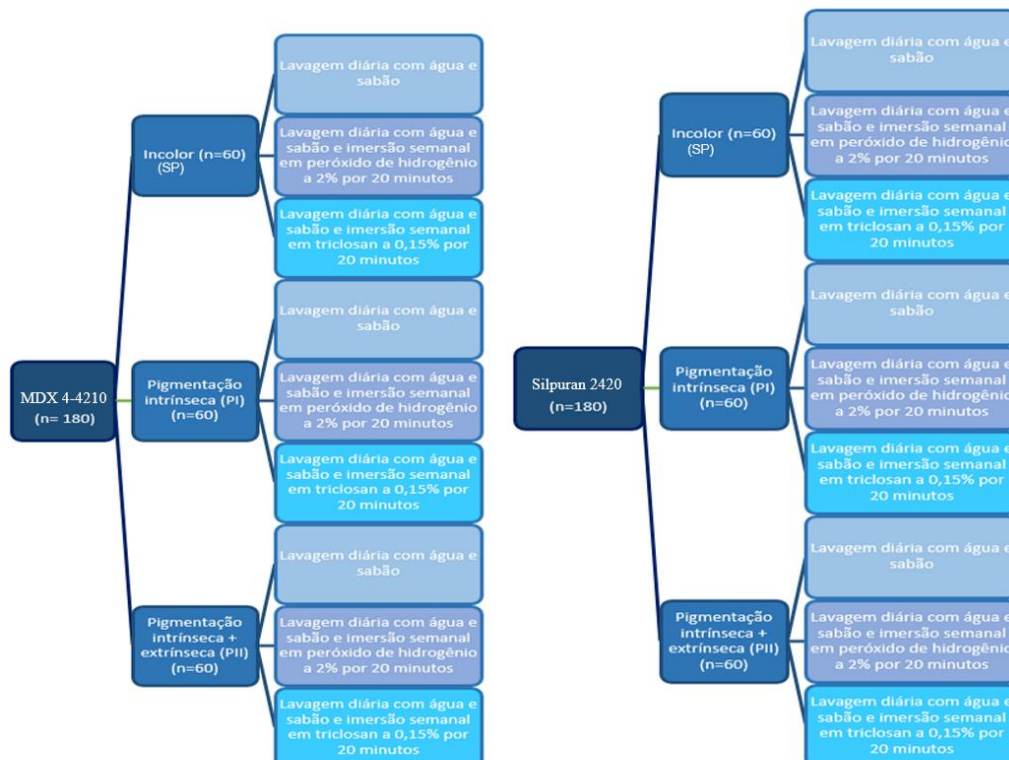 MDX 4-4210
(n= 180)
Incolor (n=60)
(SP)
Lavagem diária com água e
sabão
Lavagem diária com água e
sabão e imersão semanal
em peróxido de hidrogênio
a 2% por 20 minutos
Lavagem diária com água e
sabão e imersão semanal
em triclosan a 0,15% por
20 minutos
Pigmentação
intrínseca (PI)
(n=60)
Lavagem diária com água e
sabão
Lavagem diária com água e
sabão e imersão semanal
em peróxido de hidrogênio
a 2% por 20 minutos
Lavagem diária com água e
sabão e imersão semanal
em triclosan a 0,15% por
20 minutos
Pigmentação
intrínseca +
extrínseca (PII)
(n=60)
Lavagem diária com água e
sabão
Lavagem diária com água e
sabão e imersão semanal
em peróxido de hidrogênio
a 2% por 20 minutos
Lavagem diária com água e
sabão e imersão semanal
em triclosan a 0,15% por
20 minutos
Silpuran 2420
(n=180)
Incolor (n=60)
(SP)
Lavagem diária com água e
sabão
Lavagem diária com água e
sabão e imersão semanal
em peróxido de hidrogênio
a 2% por 20 minutos
Lavagem diária com água e
sabão e imersão semanal
em triclosan a 0,15% por
20 minutos
Pigmentação
intrínseca (PI)
(n=60)
Lavagem diária com água e
sabão
Lavagem diária com água e
sabão e imersão semanal
em peróxido de hidrogênio
a 2% por 20 minutos
Lavagem diária com água e
sabão e imersão semanal
em triclosan a 0,15% por
20 minutos
Pigmentação
intrínseca +
extrínseca (PII)
(n=60)
Lavagem diária com água e
sabão
Lavagem diária com água e
sabão e imersão semanal
em peróxido de hidrogênio
a 2% por 20 minutos
Lavagem diária com água e
sabão e imersão semanal
em triclosan a 0,15% por
20 minutos